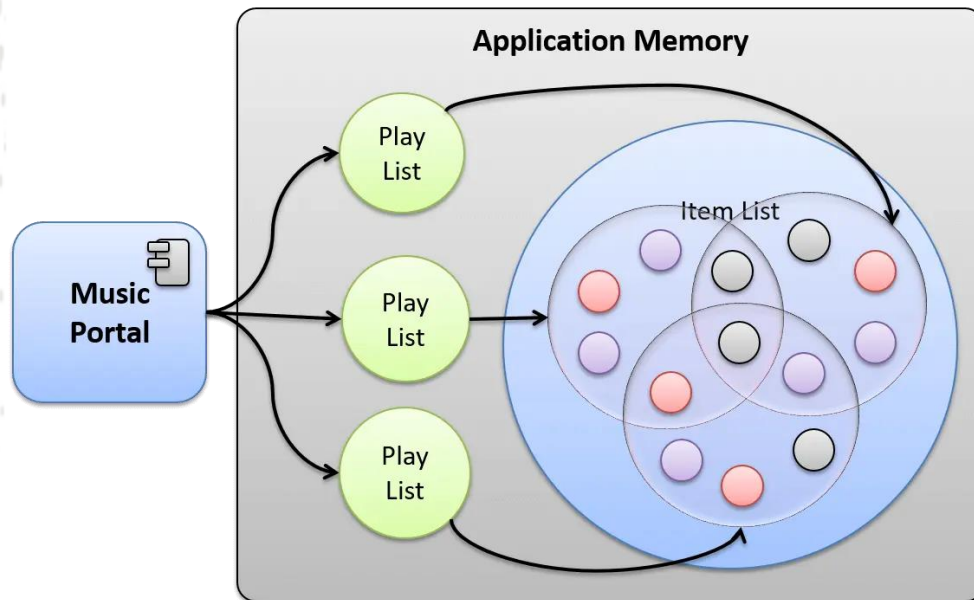 Application Memory
Play
List
Item List
Music
Portal
Play
List
Play
List